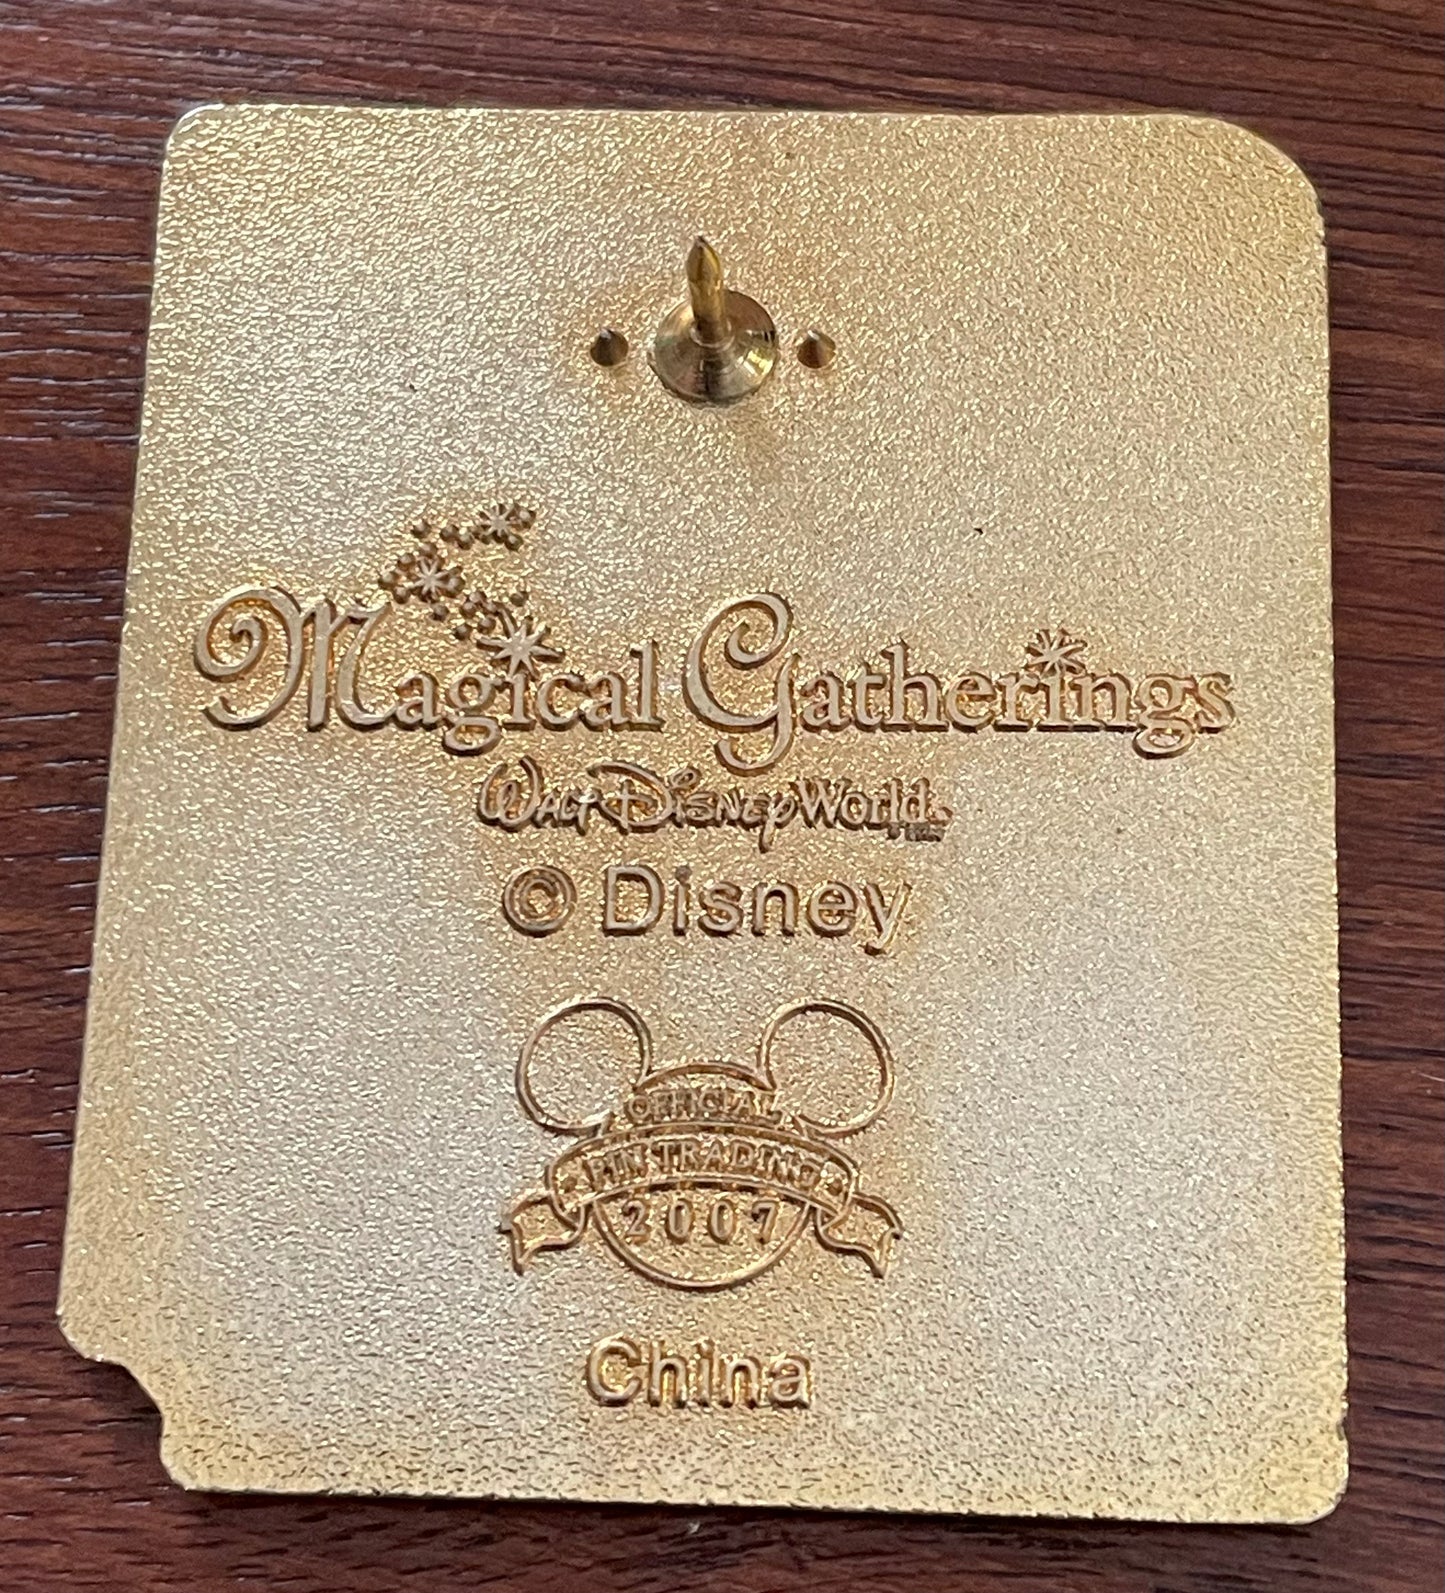 Magical Gatherings
Walt Disney World
© Disney
OFFICIAL
PIN TRADING
2007
China